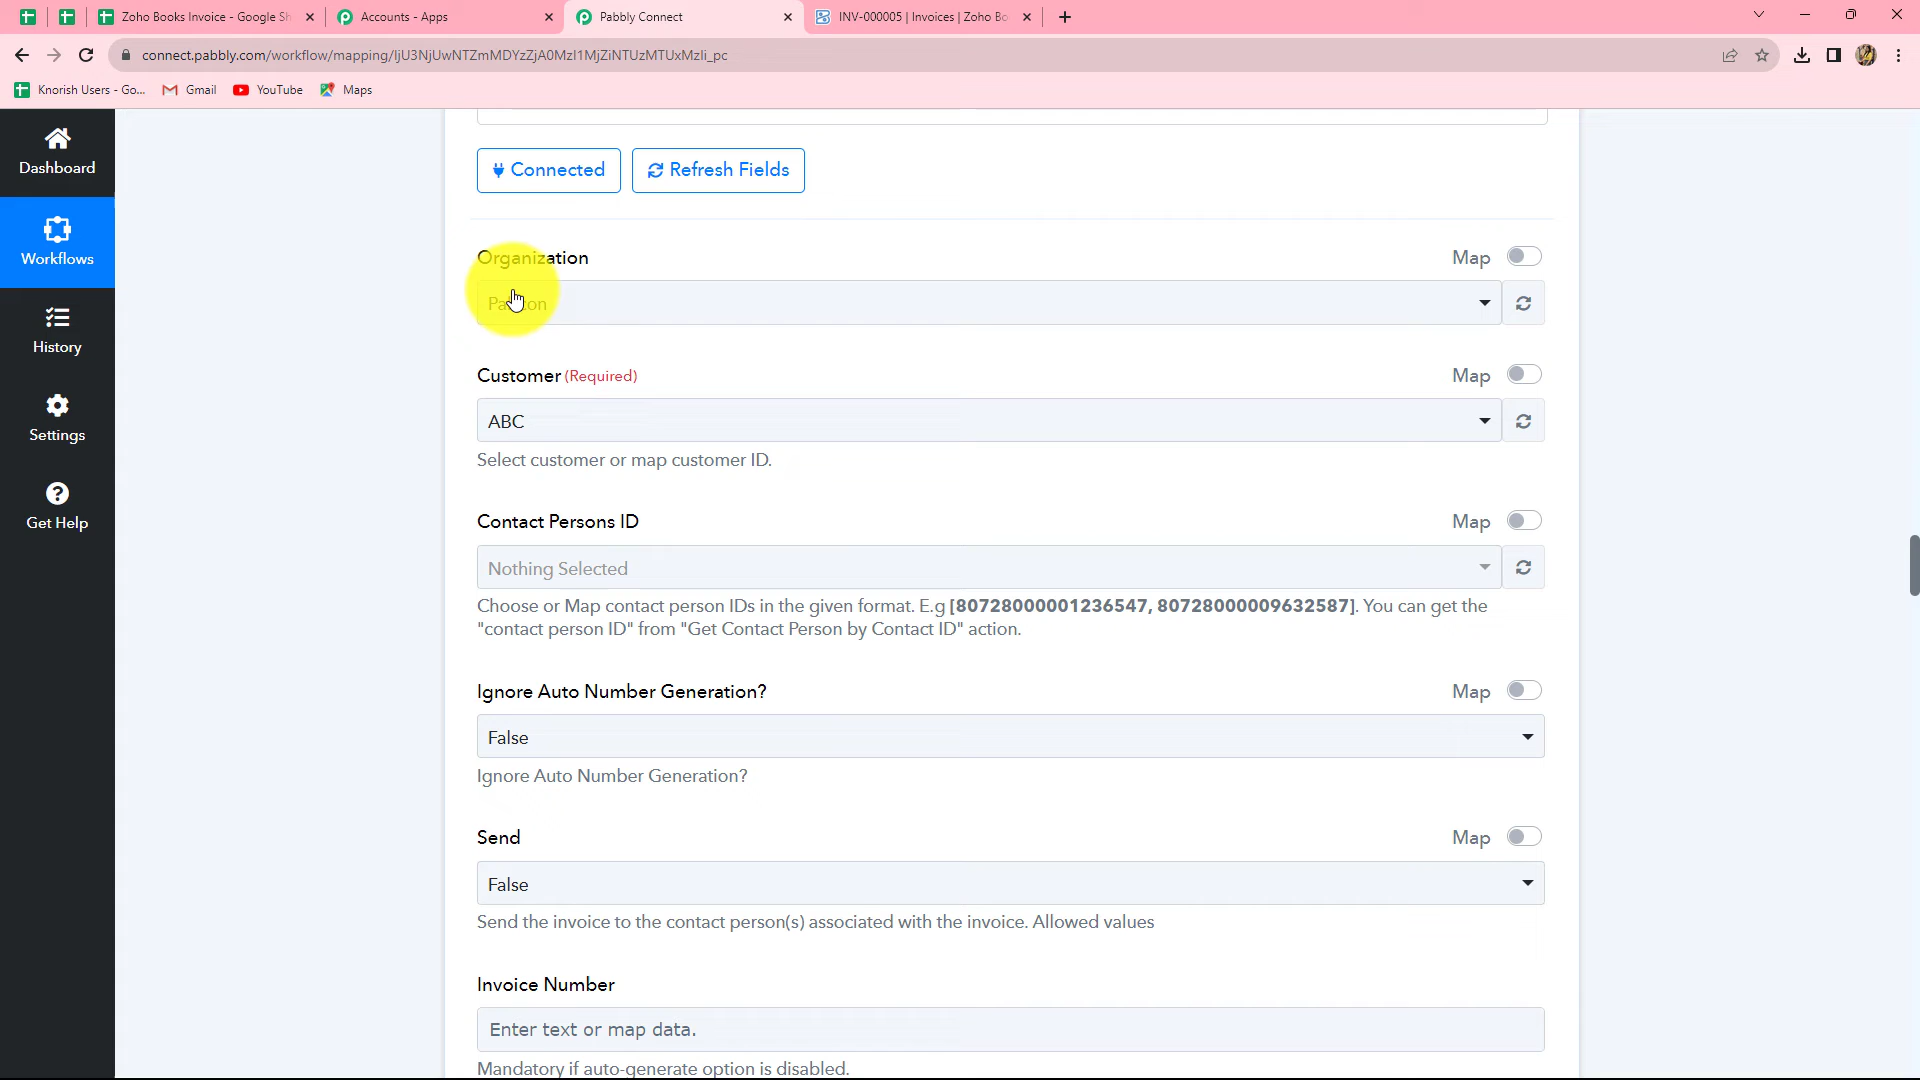 Zoho Books Invoice - Google Sh
Accounts - Apps
Pabbly Connect
INV-000005 | Invoices | Zoho Bo
connect.pabbly.com/workflow/mapping/
Knorish Users - Go...
Gmail
YouTube
Maps
Dashboard
Workflows
History
Settings
Get Help
Connected
Refresh Fields
Organization
Map
Customer (Required)
Map
ABC
Select customer or map customer ID.
Contact Persons ID
Map
Nothing Selected
Choose or Map contact person IDs in the given format. E.g [80728000001236547, 80728000009632587]. You can get the
"contact person ID" from "Get Contact Person by Contact ID" action.
Ignore Auto Number Generation?
Map
False
Ignore Auto Number Generation?
Send
Map
False
Send the invoice to the contact person(s) associated with the invoice. Allowed values
Invoice Number
Enter text or map data.
Mandatory if auto-generate option is disabled.